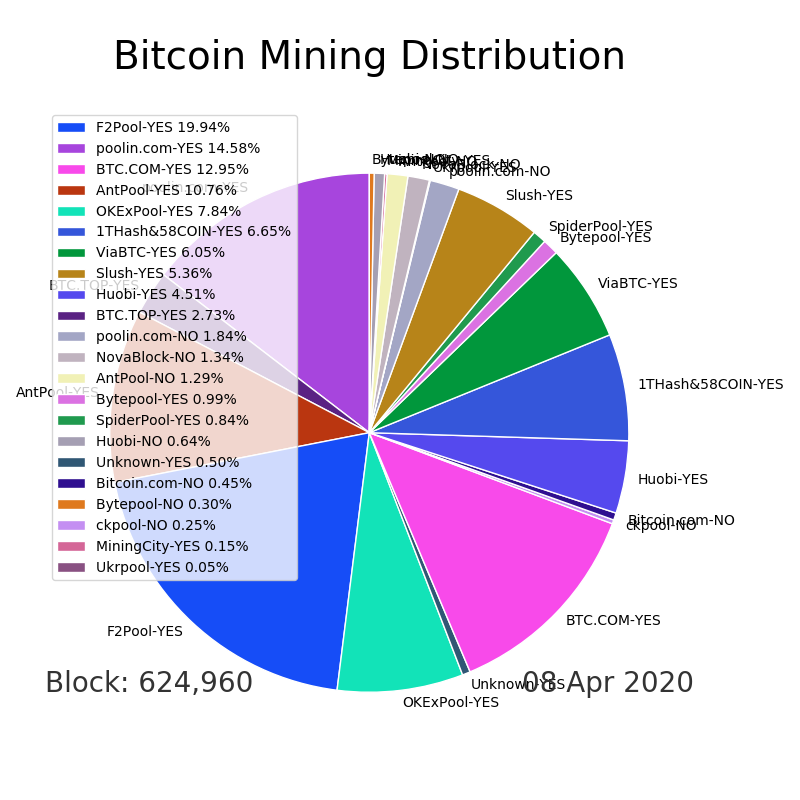 Bitcoin Mining Distribution
F2Pool-YES 19.94%
poolin.com-YES 14.58%
BTC.COM-YES 12.95%
AntPool-YES 10.76%
OKExPool-YES 7.84%
1THash&58COIN-YES 6.65%
ViaBTC-YES 6.05%
Slush-YES 5.36%
Huobi-YES 4.51%
BTC.TOP-YES 2.73%
poolin.com-NO 1.84%
NovaBlock-NO 1.34%
AntPool-NO 1.29%
Bytepool-YES 0.99%
SpiderPool-YES 0.84%
Huobi-NO 0.64%
Unknown-YES 0.50%
Bitcoin.com-NO 0.45%
Bytepool-NO 0.30%
ckpool-NO 0.25%
MiningCity-YES 0.15%
Ukrpool-YES 0.05%
poolin.com-NO
Slush-YES
SpiderPool-YES
Bytepool-YES
ViaBTC-YES
BTC.TOP-YES
1THash&58COIN-YES
AntPool-YES
Huobi-YES
Bitcoin.com-NO
ckpool-NO
BTC.COM-YES
F2Pool-YES
Unknown-YES
OKExPool-YES
Block: 624,960
08 Apr 2020